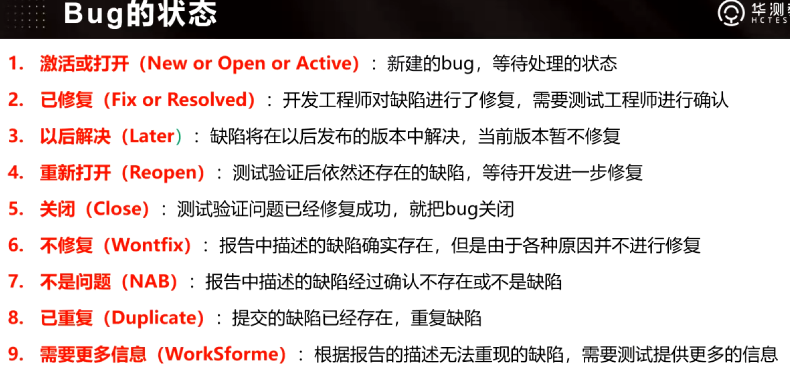 Bug的状态
华测
HCTES
1. 激活或打开（New or Open or Active）：新建的bug，等待处理的状态
2. 已修复（Fix or Resolved）：开发工程师对缺陷进行了修复，需要测试工程师进行确认
3. 以后解决（Later）：缺陷将在以后发布的版本中解决，当前版本暂不修复
4. 重新打开（Reopen）：测试验证后依然还存在的缺陷，等待开发进一步修复
5. 关闭（Close）：测试验证问题已经修复成功，就把bug关闭
6. 不修复（Wontfix）：报告中描述的缺陷确实存在，但是由于各种原因并不进行修复
7. 不是问题（NAB）：报告中描述的缺陷经过确认不存在或不是缺陷
8. 已重复（Duplicate）：提交的缺陷已经存在，重复缺陷
9. 需要更多信息（WorkSforme）：根据报告的描述无法重现的缺陷，需要测试提供更多的信息